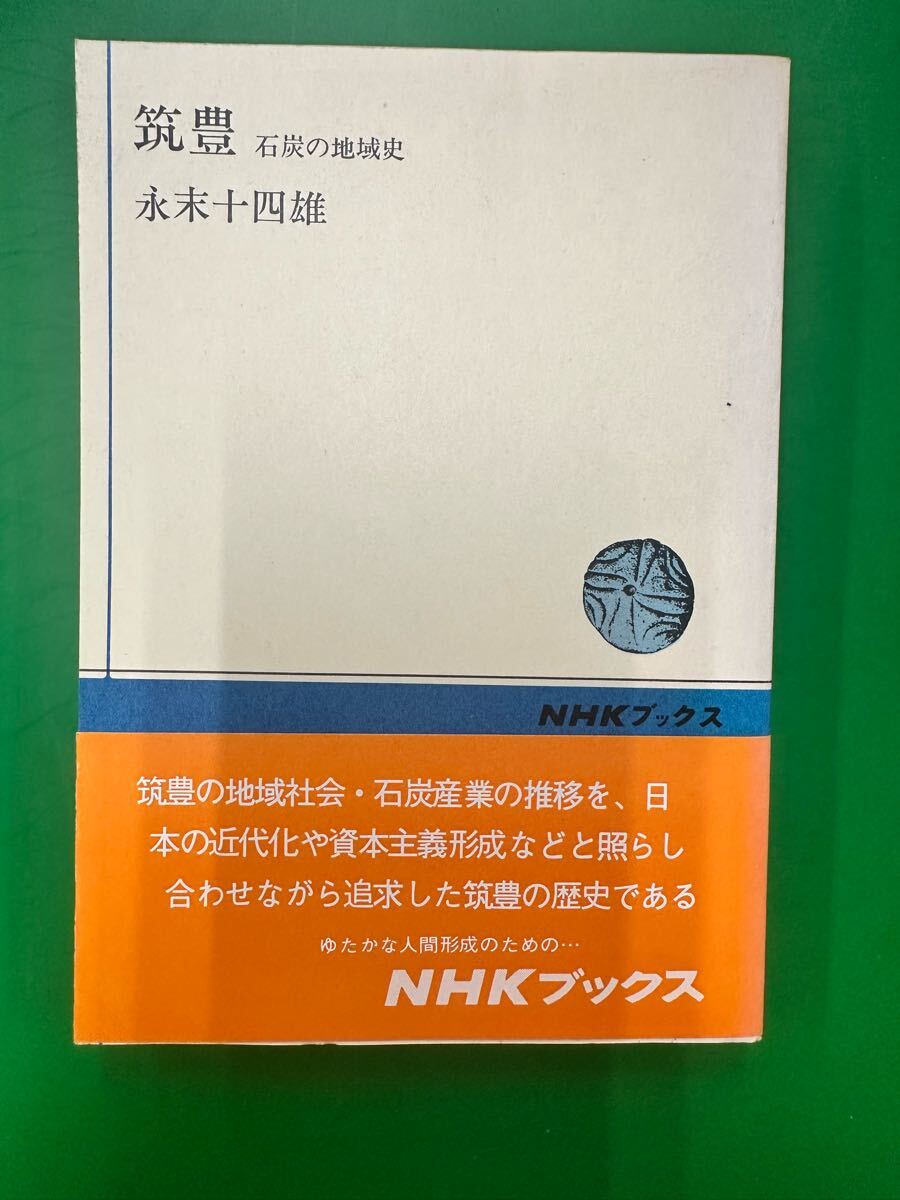 筑豊 石炭の地域史
永末十四雄
NHKブックス
筑豊の地域社会・石炭産業の推移を、日
本の近代化や資本主義形成などと照らし
合わせながら追求した筑豊の歴史である
ゆたかな人間形成のための…
NHKブックス